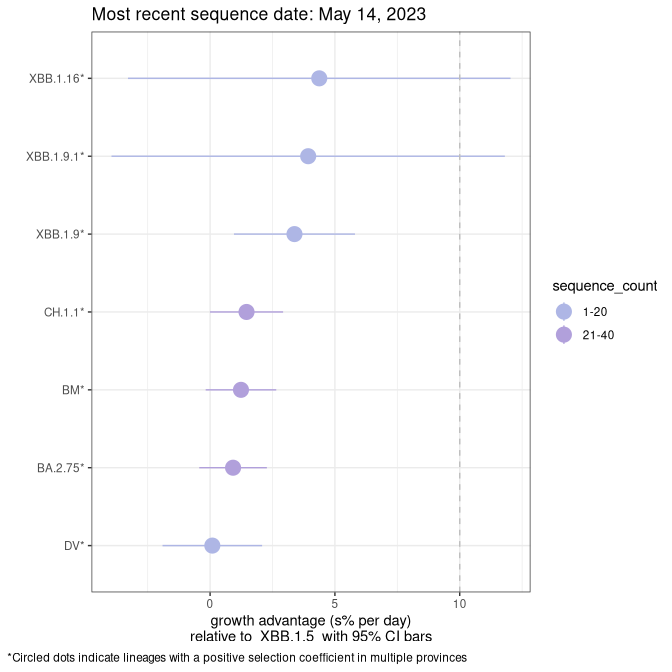 Most recent sequence date: May 14, 2023
XBB.1.16*
XBB.1.9.1*
XBB.1.9*
CH.1.1*
BM*
BA.2.75*
DV*
0 5 10
growth advantage (s% per day)
relative to  XBB.1.5  with 95% CI bars
sequence_count
1-20
21-40
*Circled dots indicate lineages with a positive selection coefficient in multiple provinces